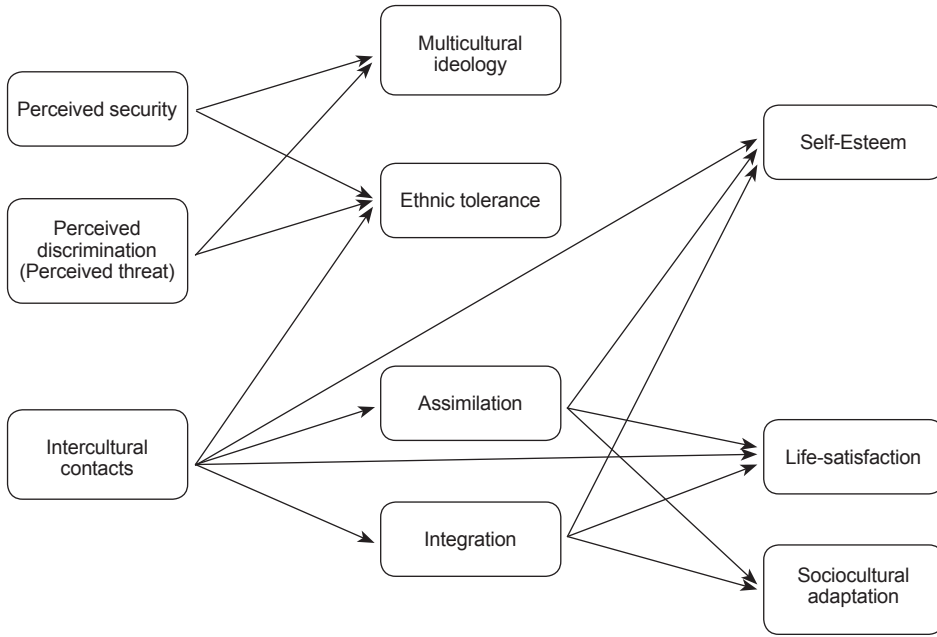 Multicultural
ideology
Perceived security
Self-Esteem
Ethnic tolerance
Perceived
discrimination
(Perceived threat)
Assimilation
Intercultural
contacts
Life-satisfaction
Integration
Sociocultural
adaptation